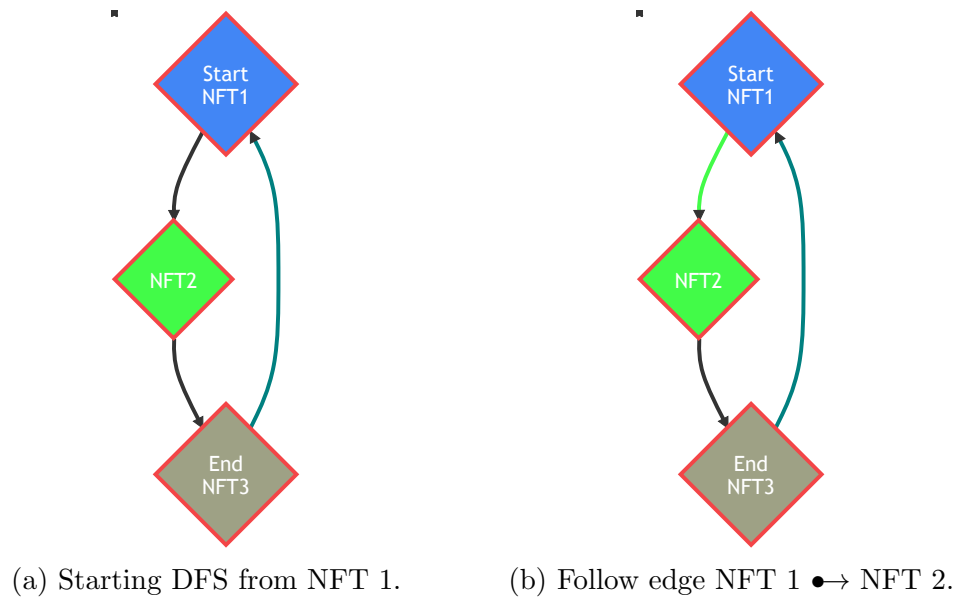 Start
NFT1
NFT2
End
NFT3
(a) Starting DFS from NFT 1.
Start
NFT1
NFT2
End
NFT3
(b) Follow edge NFT 1 •→ NFT 2.